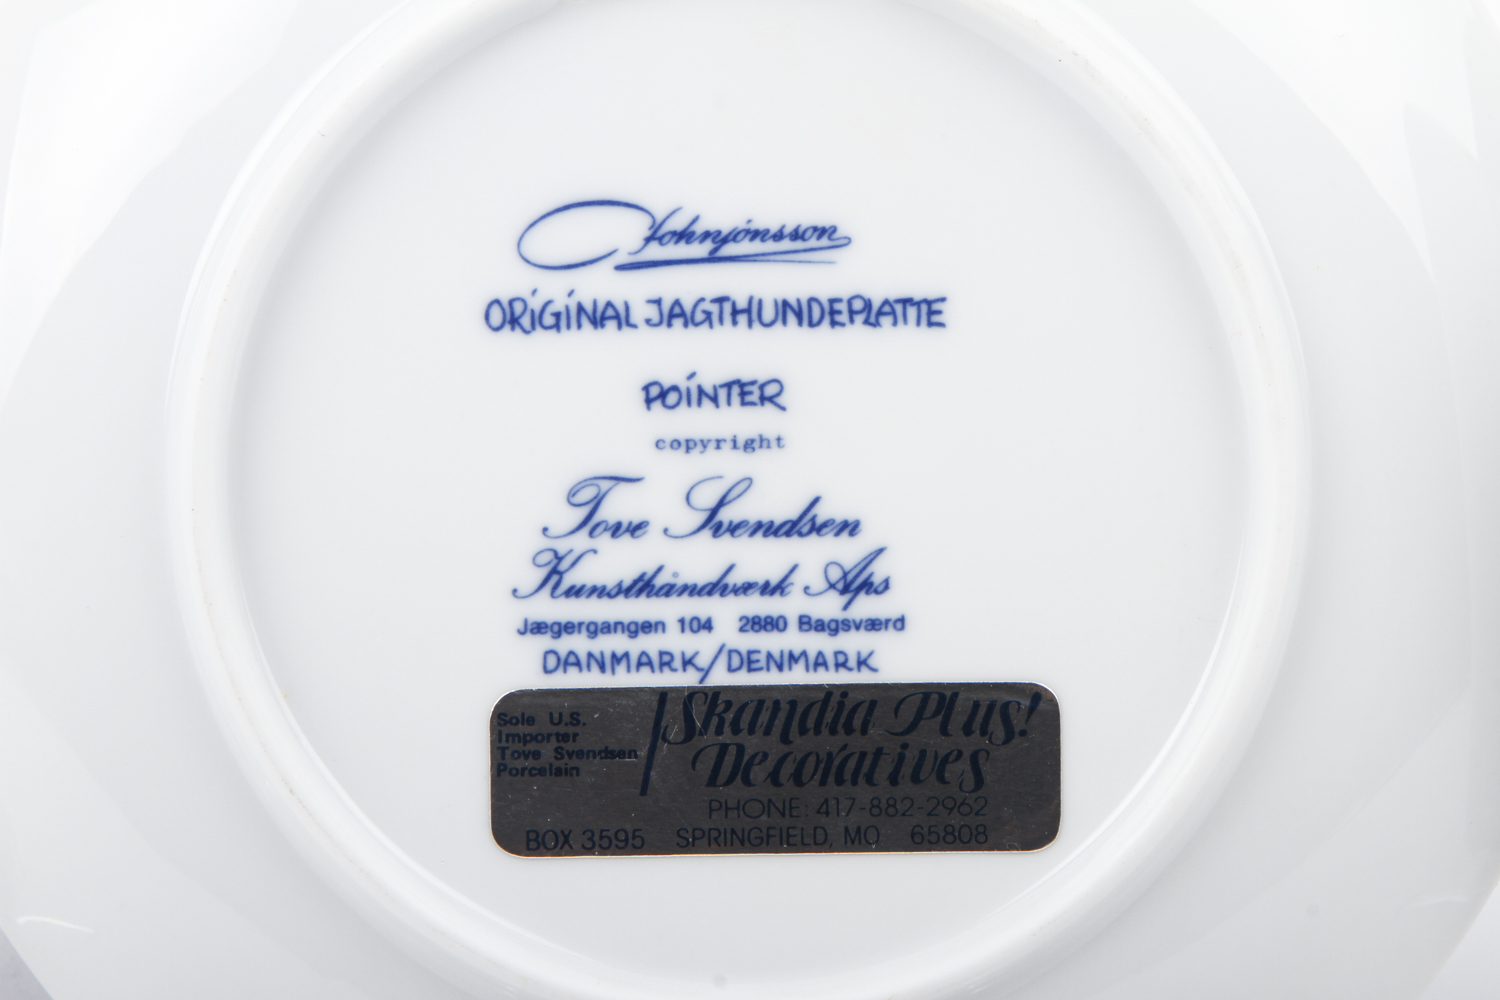 Johnjónsson
ORIGINAL JAGTHUNDEPLATTE
POINTER
copyright
Tove Svendsen
Kunsthåndværk Aps
Jægergangen 104 2880 Bagsværd
DANMARK/DENMARK
Sole U.S.
Importer
Tove Svendsen
Porcelain
Skandia Plus!
Decoratives
PHONE: 417-882-2962
BOX 3595 SPRINGFIELD, MO 65808